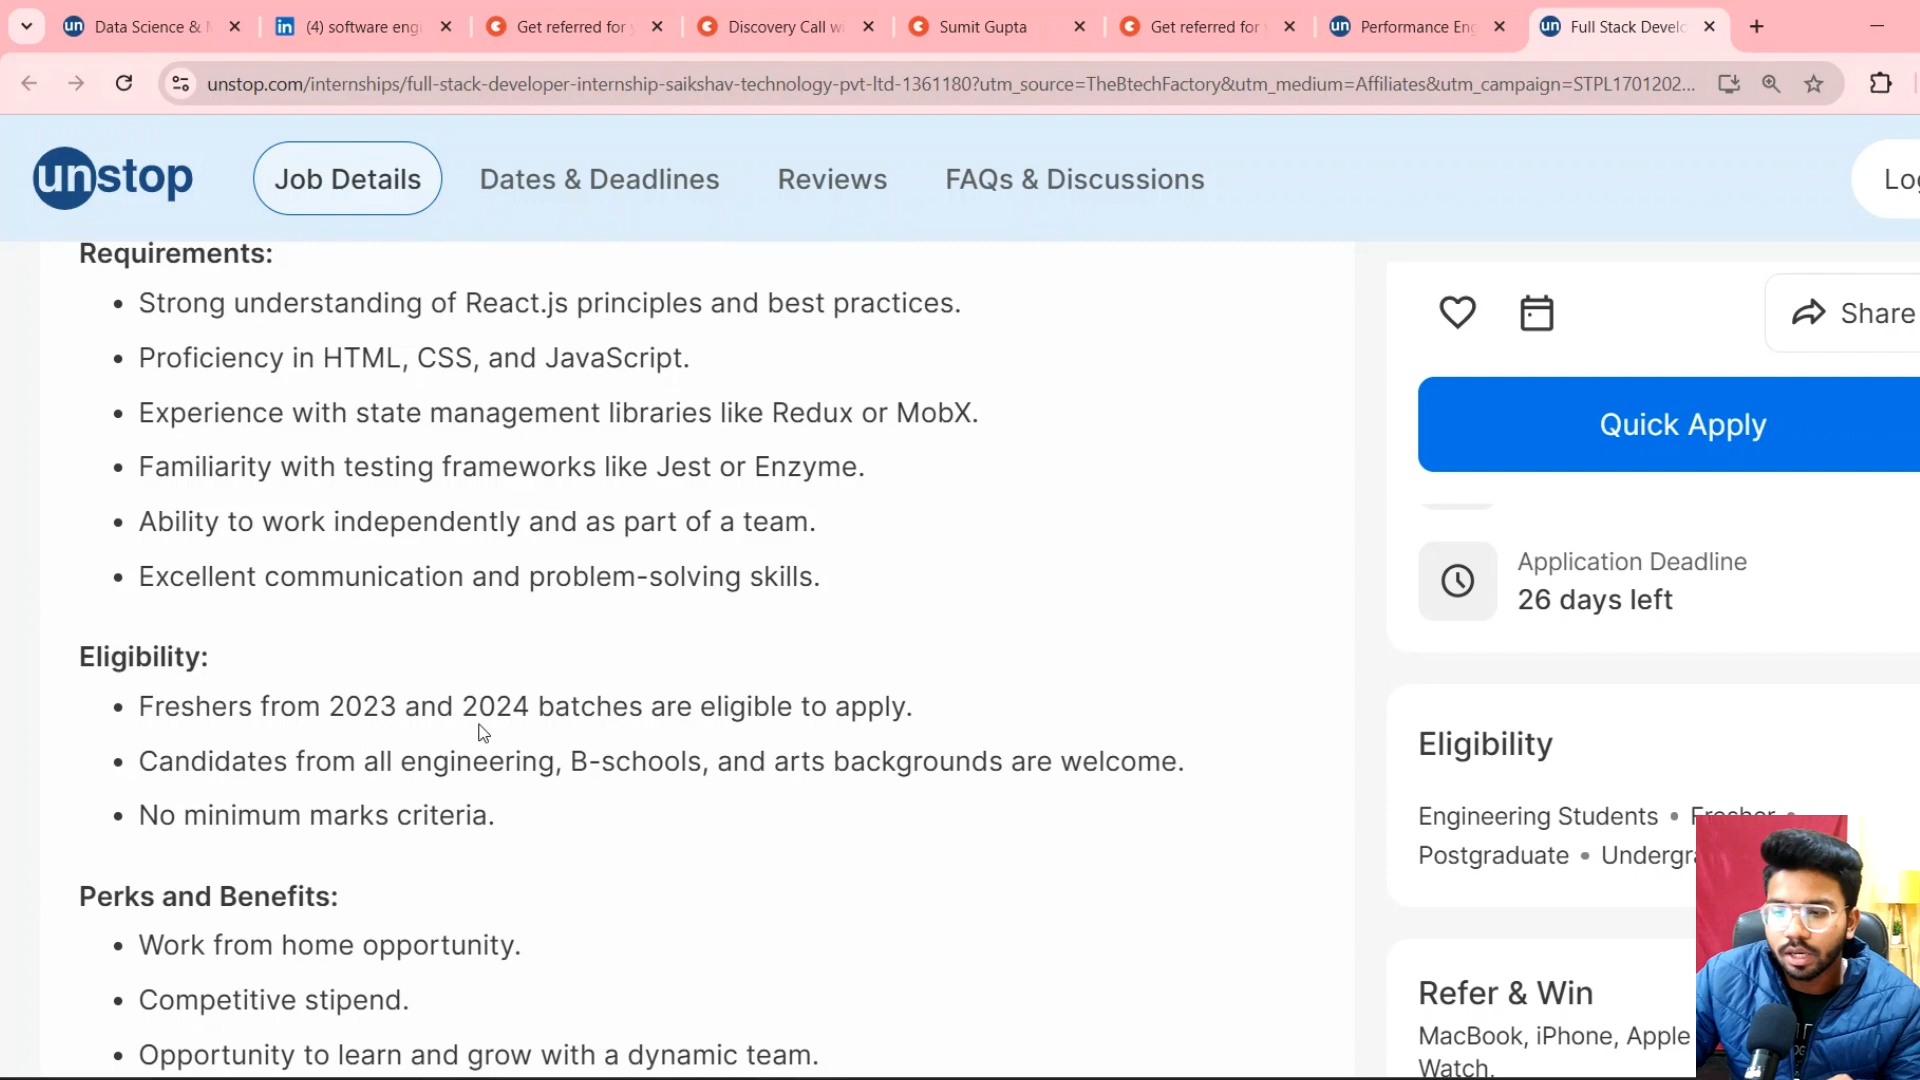 Data Science & M
(4) software engi
Get referred for y
Discovery Call wi
Sumit Gupta
Get referred for y
Performance Eng
Full Stack Develo
unstop.com/internships/full-stack-developer-internship-saikshav-technology-pvt-ltd-1361180?utm_source=TheBtechFactory&utm_medium=Affiliates&utm_campaign=STPL1701202...
unstop
Job Details
Dates & Deadlines
Reviews
FAQs & Discussions
Log
Requirements:
• Strong understanding of React.js principles and best practices.
• Proficiency in HTML, CSS, and JavaScript.
• Experience with state management libraries like Redux or MobX.
• Familiarity with testing frameworks like Jest or Enzyme.
• Ability to work independently and as part of a team.
• Excellent communication and problem-solving skills.
Eligibility:
• Freshers from 2023 and 2024 batches are eligible to apply.
• Candidates from all engineering, B-schools, and arts backgrounds are welcome.
• No minimum marks criteria.
Perks and Benefits:
• Work from home opportunity.
• Competitive stipend.
• Opportunity to learn and grow with a dynamic team.
Share
Quick Apply
Application Deadline
26 days left
Eligibility
Engineering Students • Fresher •
Postgraduate • Undergra
Refer & Win
MacBook, iPhone, Apple
Watch,